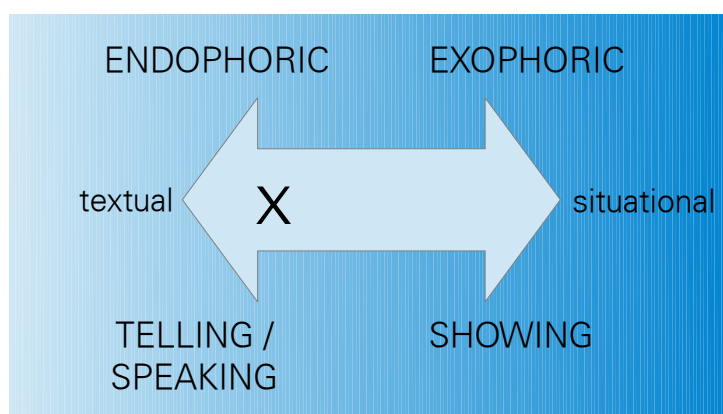 ENDOPHORIC EXOPHORIC
textual X situational
TELLING / SHOWING
SPEAKING